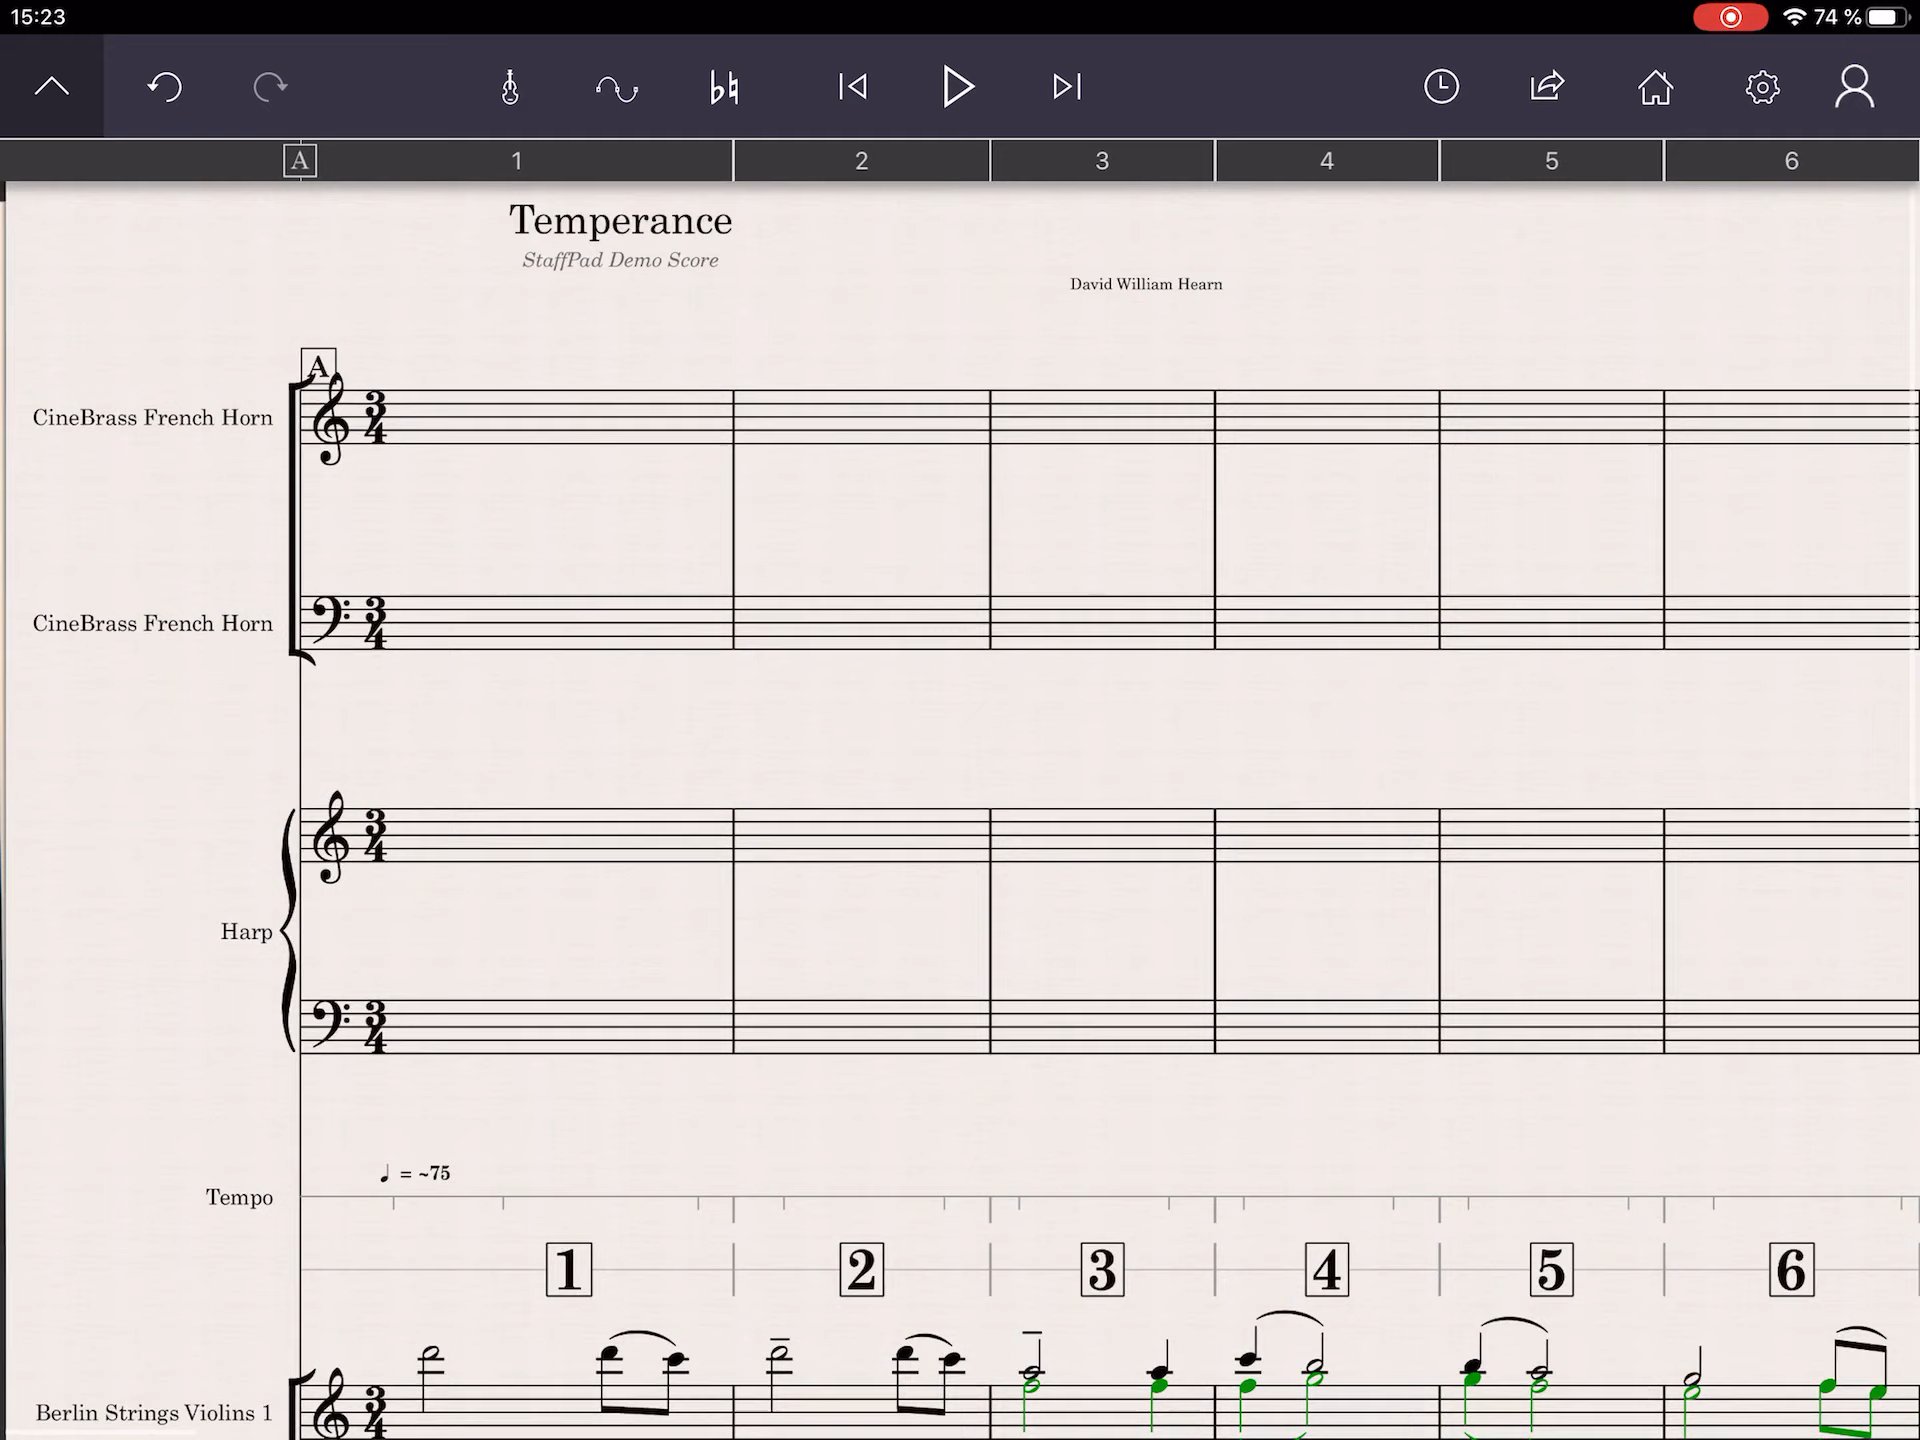 15:23
74 %
A 1 2 3 4 5 6
Temperance
StaffPad Demo Score
David William Hearn
A
CineBrass French Horn
CineBrass French Horn
Harp
= ~75
Tempo
1 2 3 4 5 6
Berlin Strings Violins 1